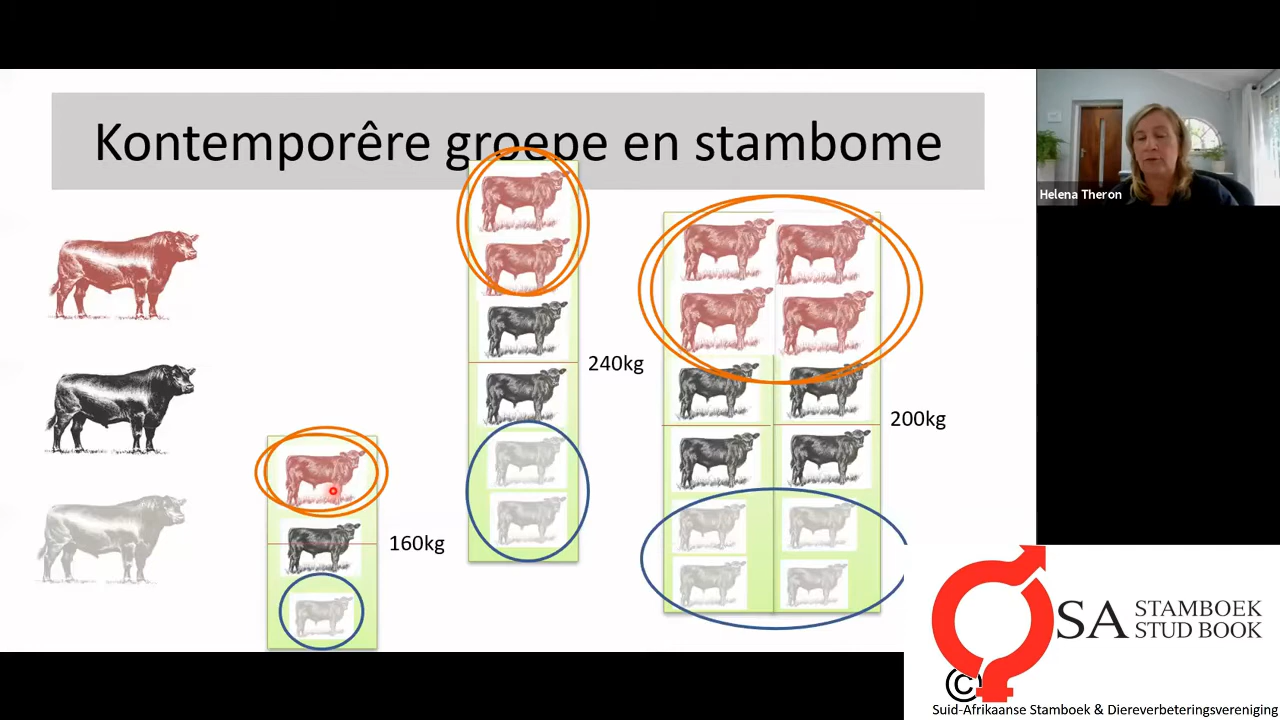 Kontemporêre groepe en stambome
Helena Theron
240kg
200kg
160kg
SA STAMBOEK
STUD BOOK
©
Suid-Afrikaanse Stamboek & Diereverbeteringsvereniging